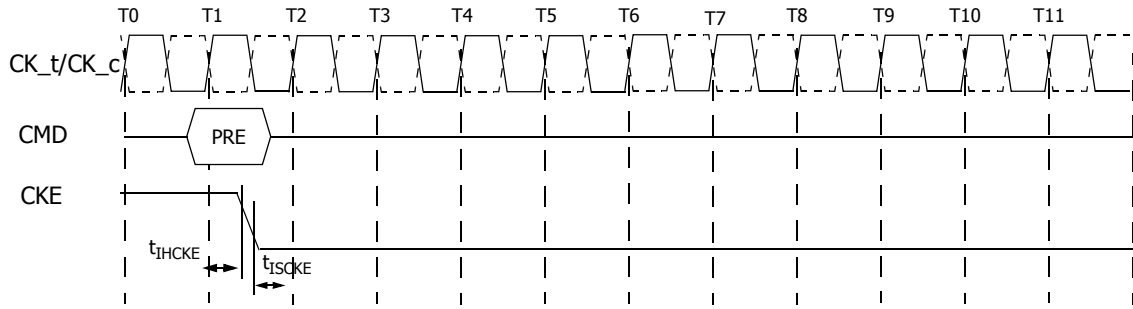 T0 T1 T2 T3 T4 T5 T6 T7 T8 T9 T10 T11
CK_t/CK_c
CMD PRE
CKE
tIHCKE
tISCKE